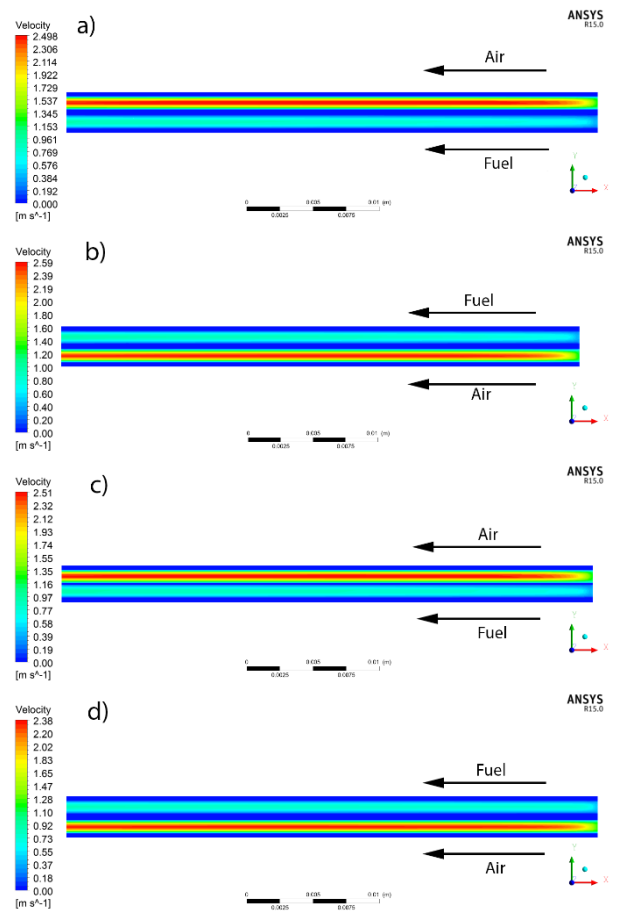 Velocity
a)
ANSYS
R15.0
2.498
2.306
2.114
1.922
1.729
1.537
1.345
1.153
0.961
0.769
0.576
0.384
0.192
0.000
[m s^-1]
Air
Fuel
0 0.005 0.01 (m)
0.0025 0.0075
Y
X
Velocity
b)
ANSYS
R15.0
2.59
2.39
2.19
2.00
1.80
1.60
1.40
1.20
1.00
0.80
0.60
0.40
0.20
0.00
[m s^-1]
Fuel
Air
0 0.005 0.01 (m)
0.0025 0.0075
Y
X
Velocity
c)
ANSYS
R15.0
2.51
2.32
2.12
1.93
1.74
1.55
1.35
1.16
0.97
0.77
0.58
0.39
0.19
0.00
[m s^-1]
Air
Fuel
0 0.005 0.01 (m)
0.0025 0.0075
Y
X
Velocity
d)
ANSYS
R15.0
2.38
2.20
2.02
1.83
1.65
1.47
1.28
1.10
0.92
0.73
0.55
0.37
0.18
0.00
[m s^-1]
Fuel
Air
0 0.005 0.01 (m)
0.0025 0.0075
Y
X